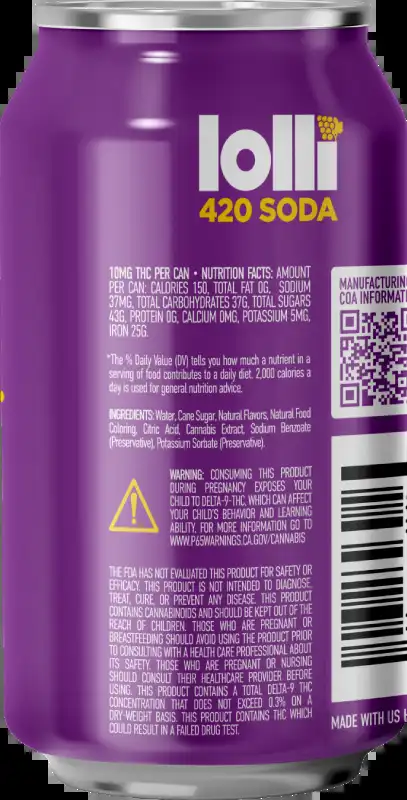 lolli
420 SODA
10MG THC PER CAN • NUTRITION FACTS: AMOUNT
PER CAN: CALORIES 150, TOTAL FAT 0G, SODIUM
37MG, TOTAL CARBOHYDRATES 37G, TOTAL SUGARS
43G, PROTEIN 0G, CALCIUM 0MG, POTASSIUM 5MG,
IRON 25G.
*The % Daily Value (DV) tells you how much a nutrient in a
serving of food contributes to a daily diet. 2,000 calories a
day is used for general nutrition advice.
INGREDIENTS: Water, Cane Sugar, Natural Flavors, Natural Food
Coloring, Citric Acid, Cannabis Extract, Sodium Benzoate
(Preservative), Potassium Sorbate (Preservative).
WARNING: CONSUMING THIS PRODUCT
DURING PREGNANCY EXPOSES YOUR
CHILD TO DELTA-9-THC, WHICH CAN AFFECT
YOUR CHILD'S BEHAVIOR AND LEARNING
ABILITY. FOR MORE INFORMATION GO TO
WWW.P65WARNINGS.CA.GOV/CANNABIS
THE FDA HAS NOT EVALUATED THIS PRODUCT FOR SAFETY OR
EFFICACY. THIS PRODUCT IS NOT INTENDED TO DIAGNOSE,
TREAT, CURE, OR PREVENT ANY DISEASE. THIS PRODUCT
CONTAINS CANNABINOIDS AND SHOULD BE KEPT OUT OF THE
REACH OF CHILDREN. THOSE WHO ARE PREGNANT OR
BREASTFEEDING SHOULD AVOID USING THE PRODUCT PRIOR
TO CONSULTING WITH A HEALTH CARE PROFESSIONAL ABOUT
ITS SAFETY. THOSE WHO ARE PREGNANT OR NURSING
SHOULD CONSULT THEIR HEALTHCARE PROVIDER BEFORE
USING. THIS PRODUCT CONTAINS A TOTAL DELTA-9 THC
CONCENTRATION THAT DOES NOT EXCEED 0.3% ON A
DRY-WEIGHT BASIS. THIS PRODUCT CONTAINS THC WHICH
COULD RESULT IN A FAILED DRUG TEST.
MANUFACTURING
COA INFORMATI
MADE WITH US